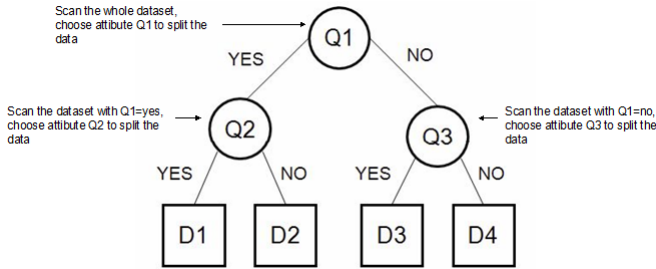 Scan the whole dataset,
choose attibute Q1 to split the
data
Q1
YES
NO
Scan the dataset with Q1=yes,
choose attibute Q2 to split the
data
Q2
Q3
Scan the dataset with Q1=no,
choose attibute Q3 to split the
data
YES
NO
YES
NO
D1
D2
D3
D4